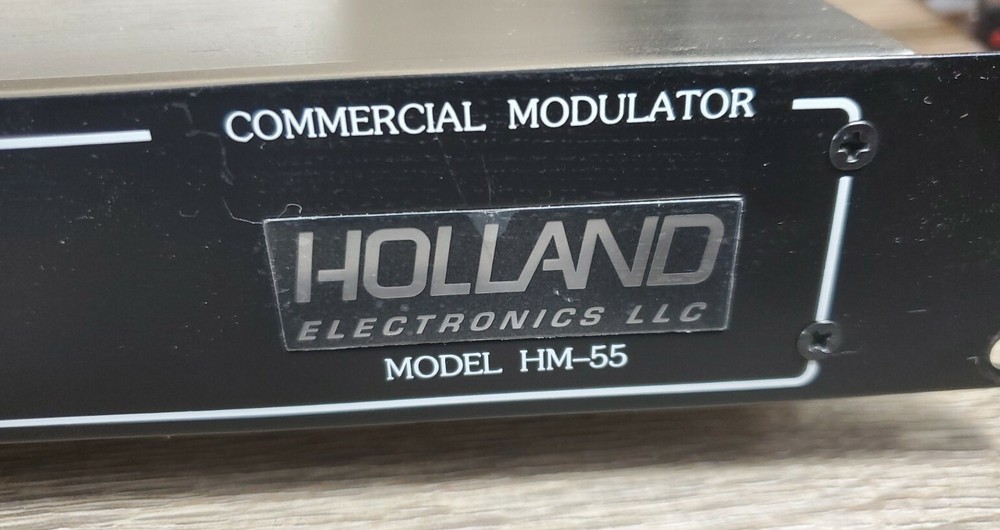 COMMERCIAL MODULATOR
HOLLAND
ELECTRONICS LLC
MODEL HM-55